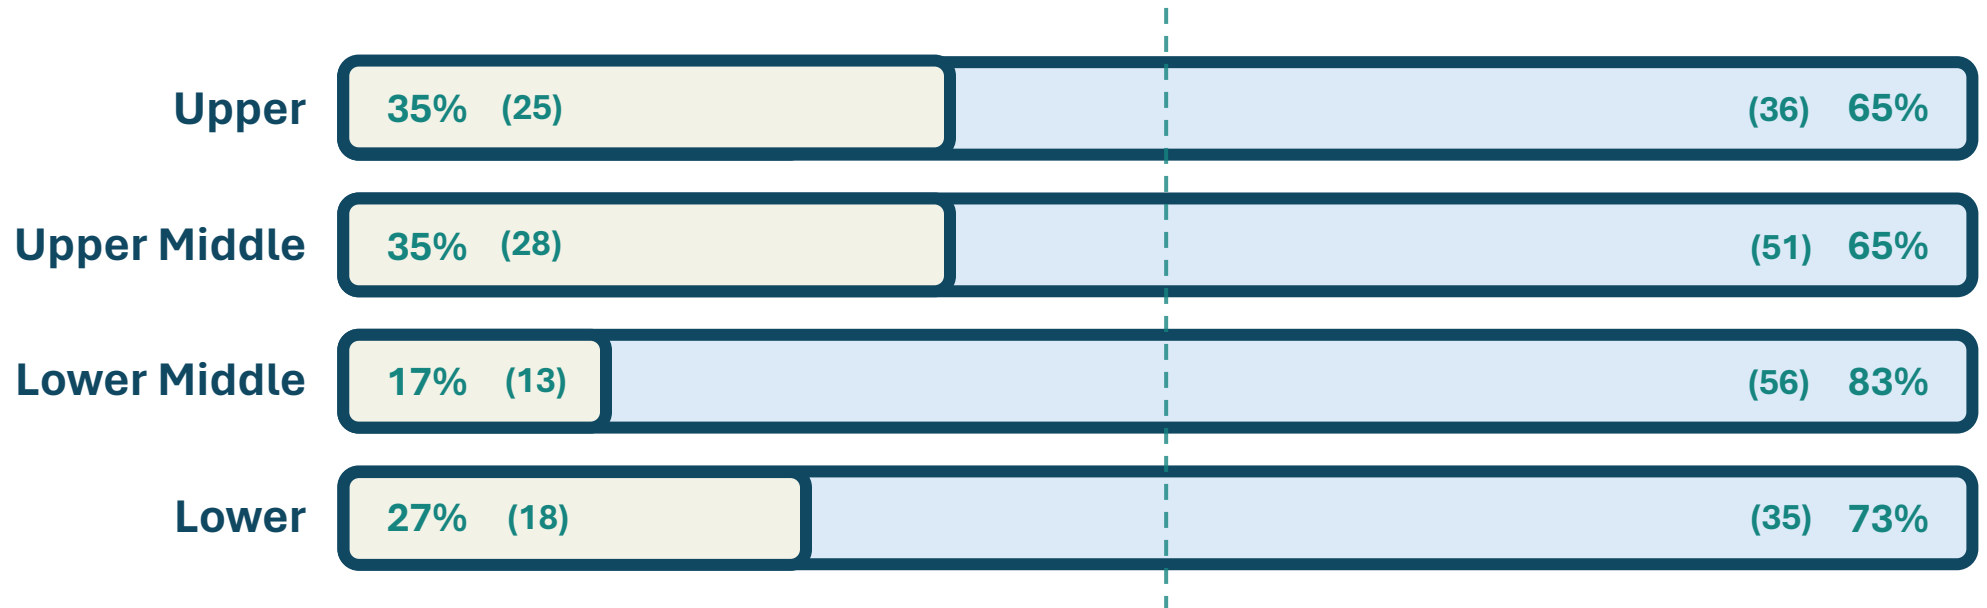 Upper 35% (25) (36) 65%
Upper Middle 35% (28) (51) 65%
Lower Middle 17% (13) (56) 83%
Lower 27% (18) (35) 73%